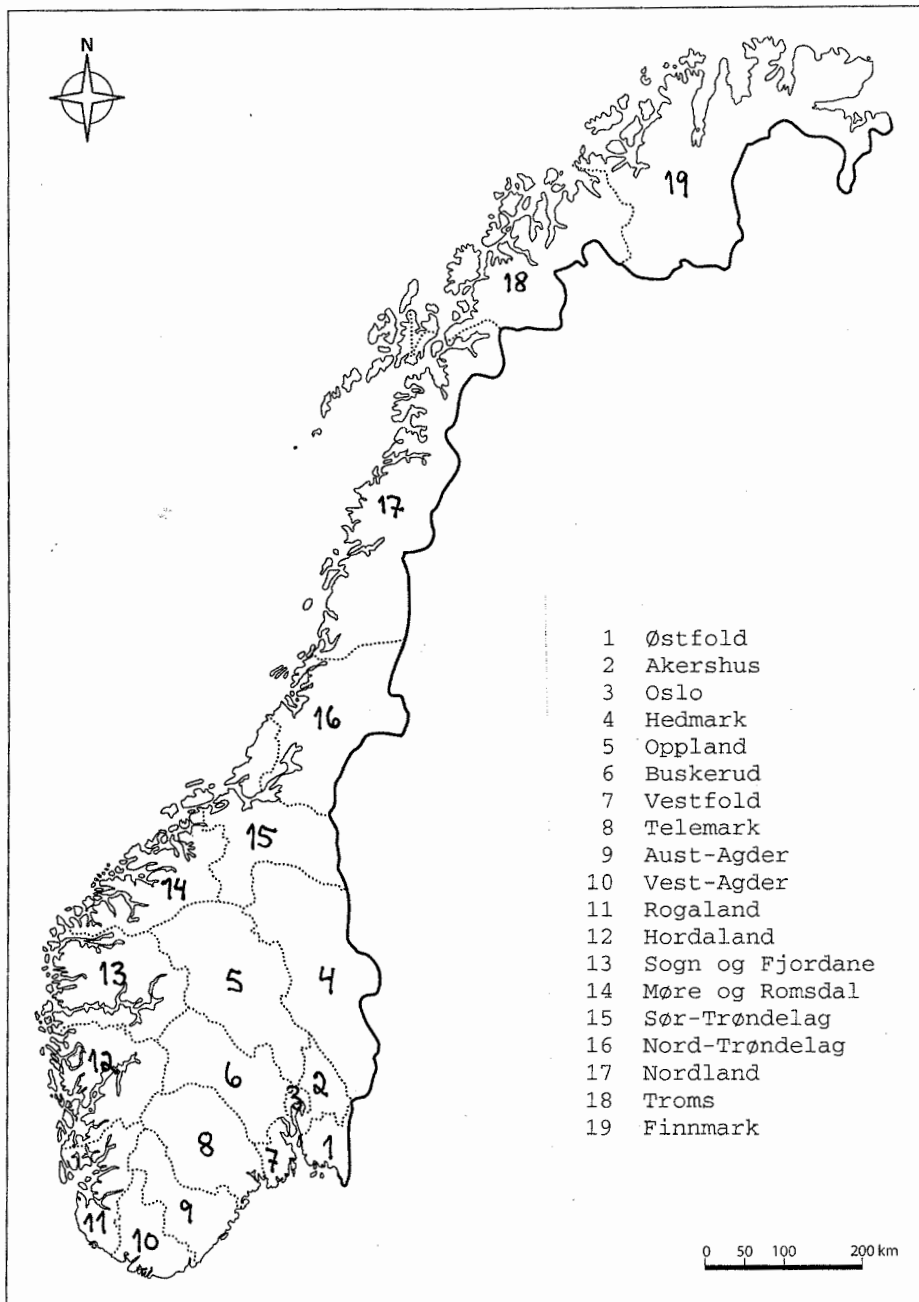 N
19
18
17
16
15
14
13
5
4
12
6
2
3
8
7
1
9
11
10
1 Østfold
2 Akershus
3 Oslo
4 Hedmark
5 Oppland
6 Buskerud
7 Vestfold
8 Telemark
9 Aust-Agder
10 Vest-Agder
11 Rogaland
12 Hordaland
13 Sogn og Fjordane
14 Møre og Romsdal
15 Sør-Trøndelag
16 Nord-Trøndelag
17 Nordland
18 Troms
19 Finnmark
0 50 100 200 km